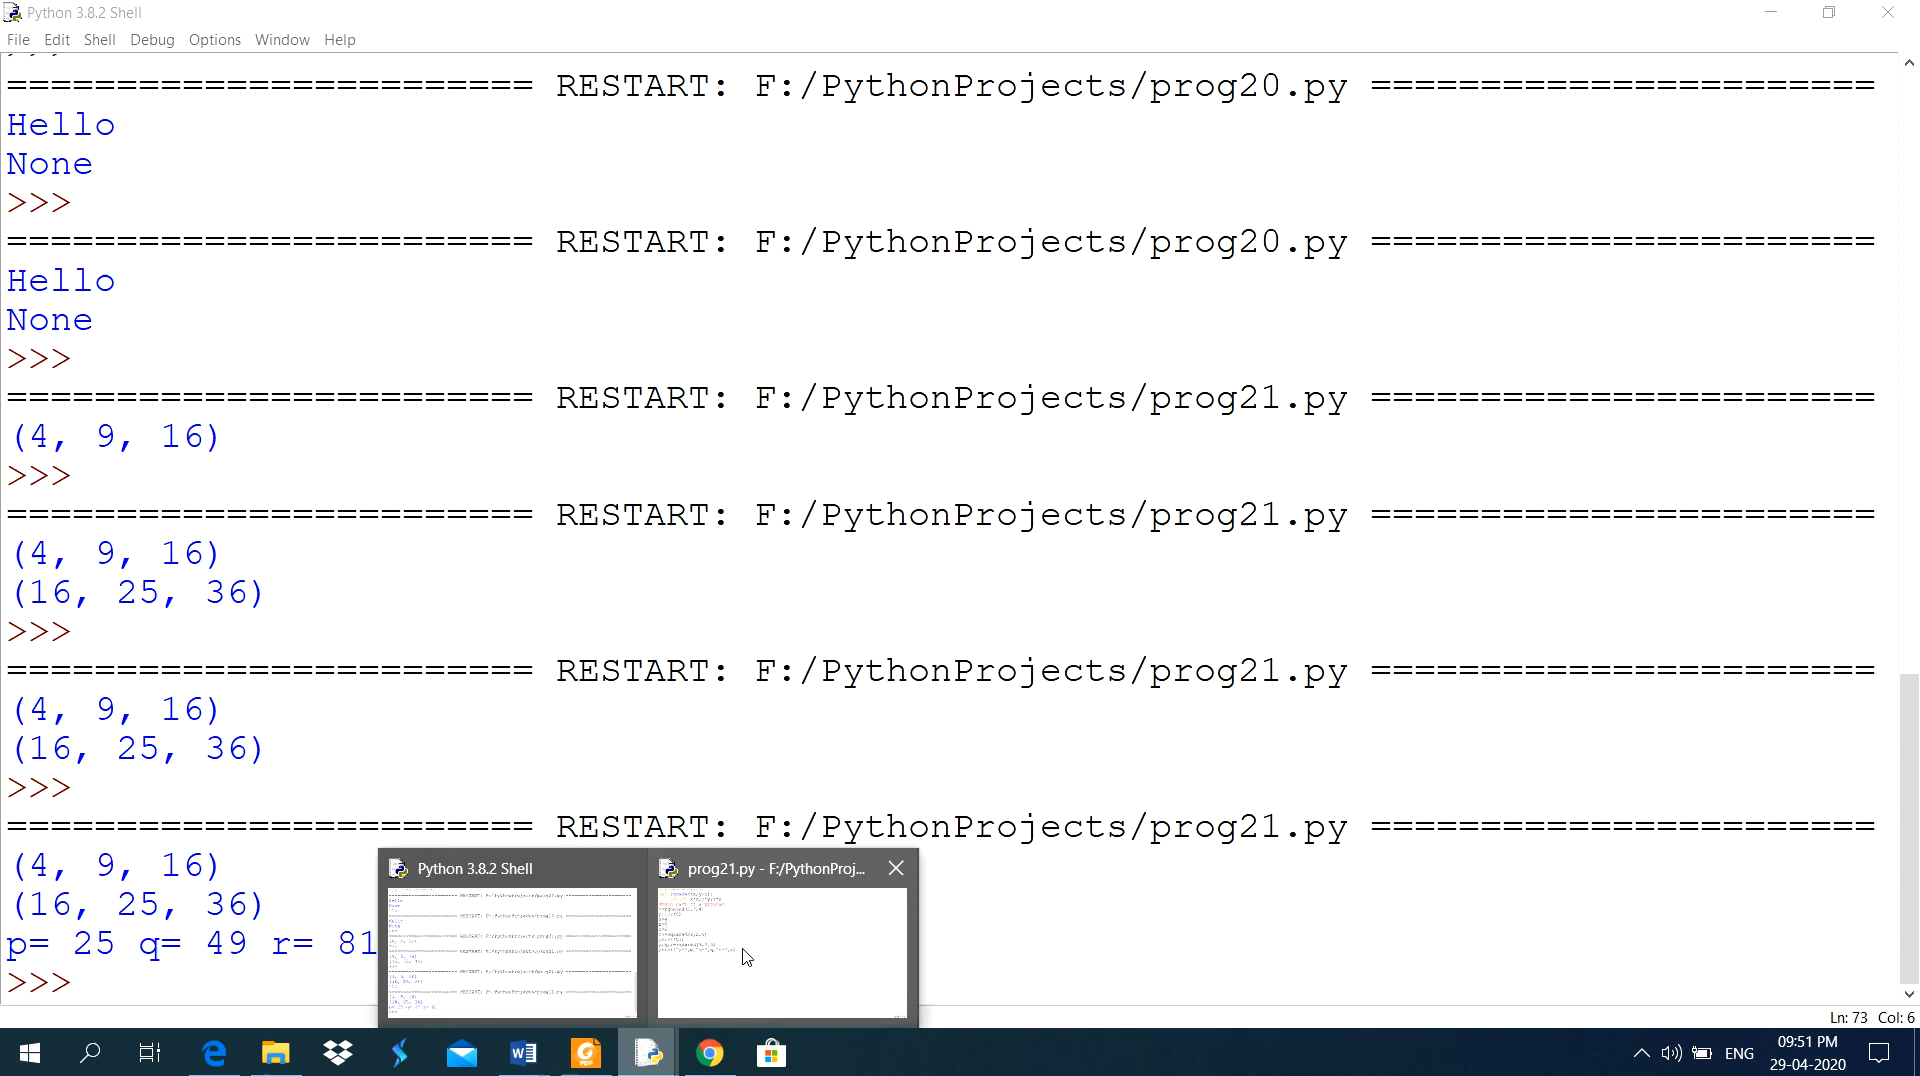 Python 3.8.2 Shell
File Edit Shell Debug Options Window Help
>>>
======================== RESTART: F:/PythonProjects/prog20.py =======================
Hello
None
>>>
======================== RESTART: F:/PythonProjects/prog20.py =======================
Hello
None
>>>
======================== RESTART: F:/PythonProjects/prog21.py =======================
(4, 9, 16)
>>>
======================== RESTART: F:/PythonProjects/prog21.py =======================
(4, 9, 16)
(16, 25, 36)
>>>
======================== RESTART: F:/PythonProjects/prog21.py =======================
(4, 9, 16)
(16, 25, 36)
>>>
======================== RESTART: F:/PythonProjects/prog21.py =======================
(4, 9, 16)
(16, 25, 36)
p= 25 q= 49 r= 81
>>>
Python 3.8.2 Shell
prog21.py - F:/PythonProj...
Ln: 73 Col: 6
ENG
09:51 PM
29-04-2020